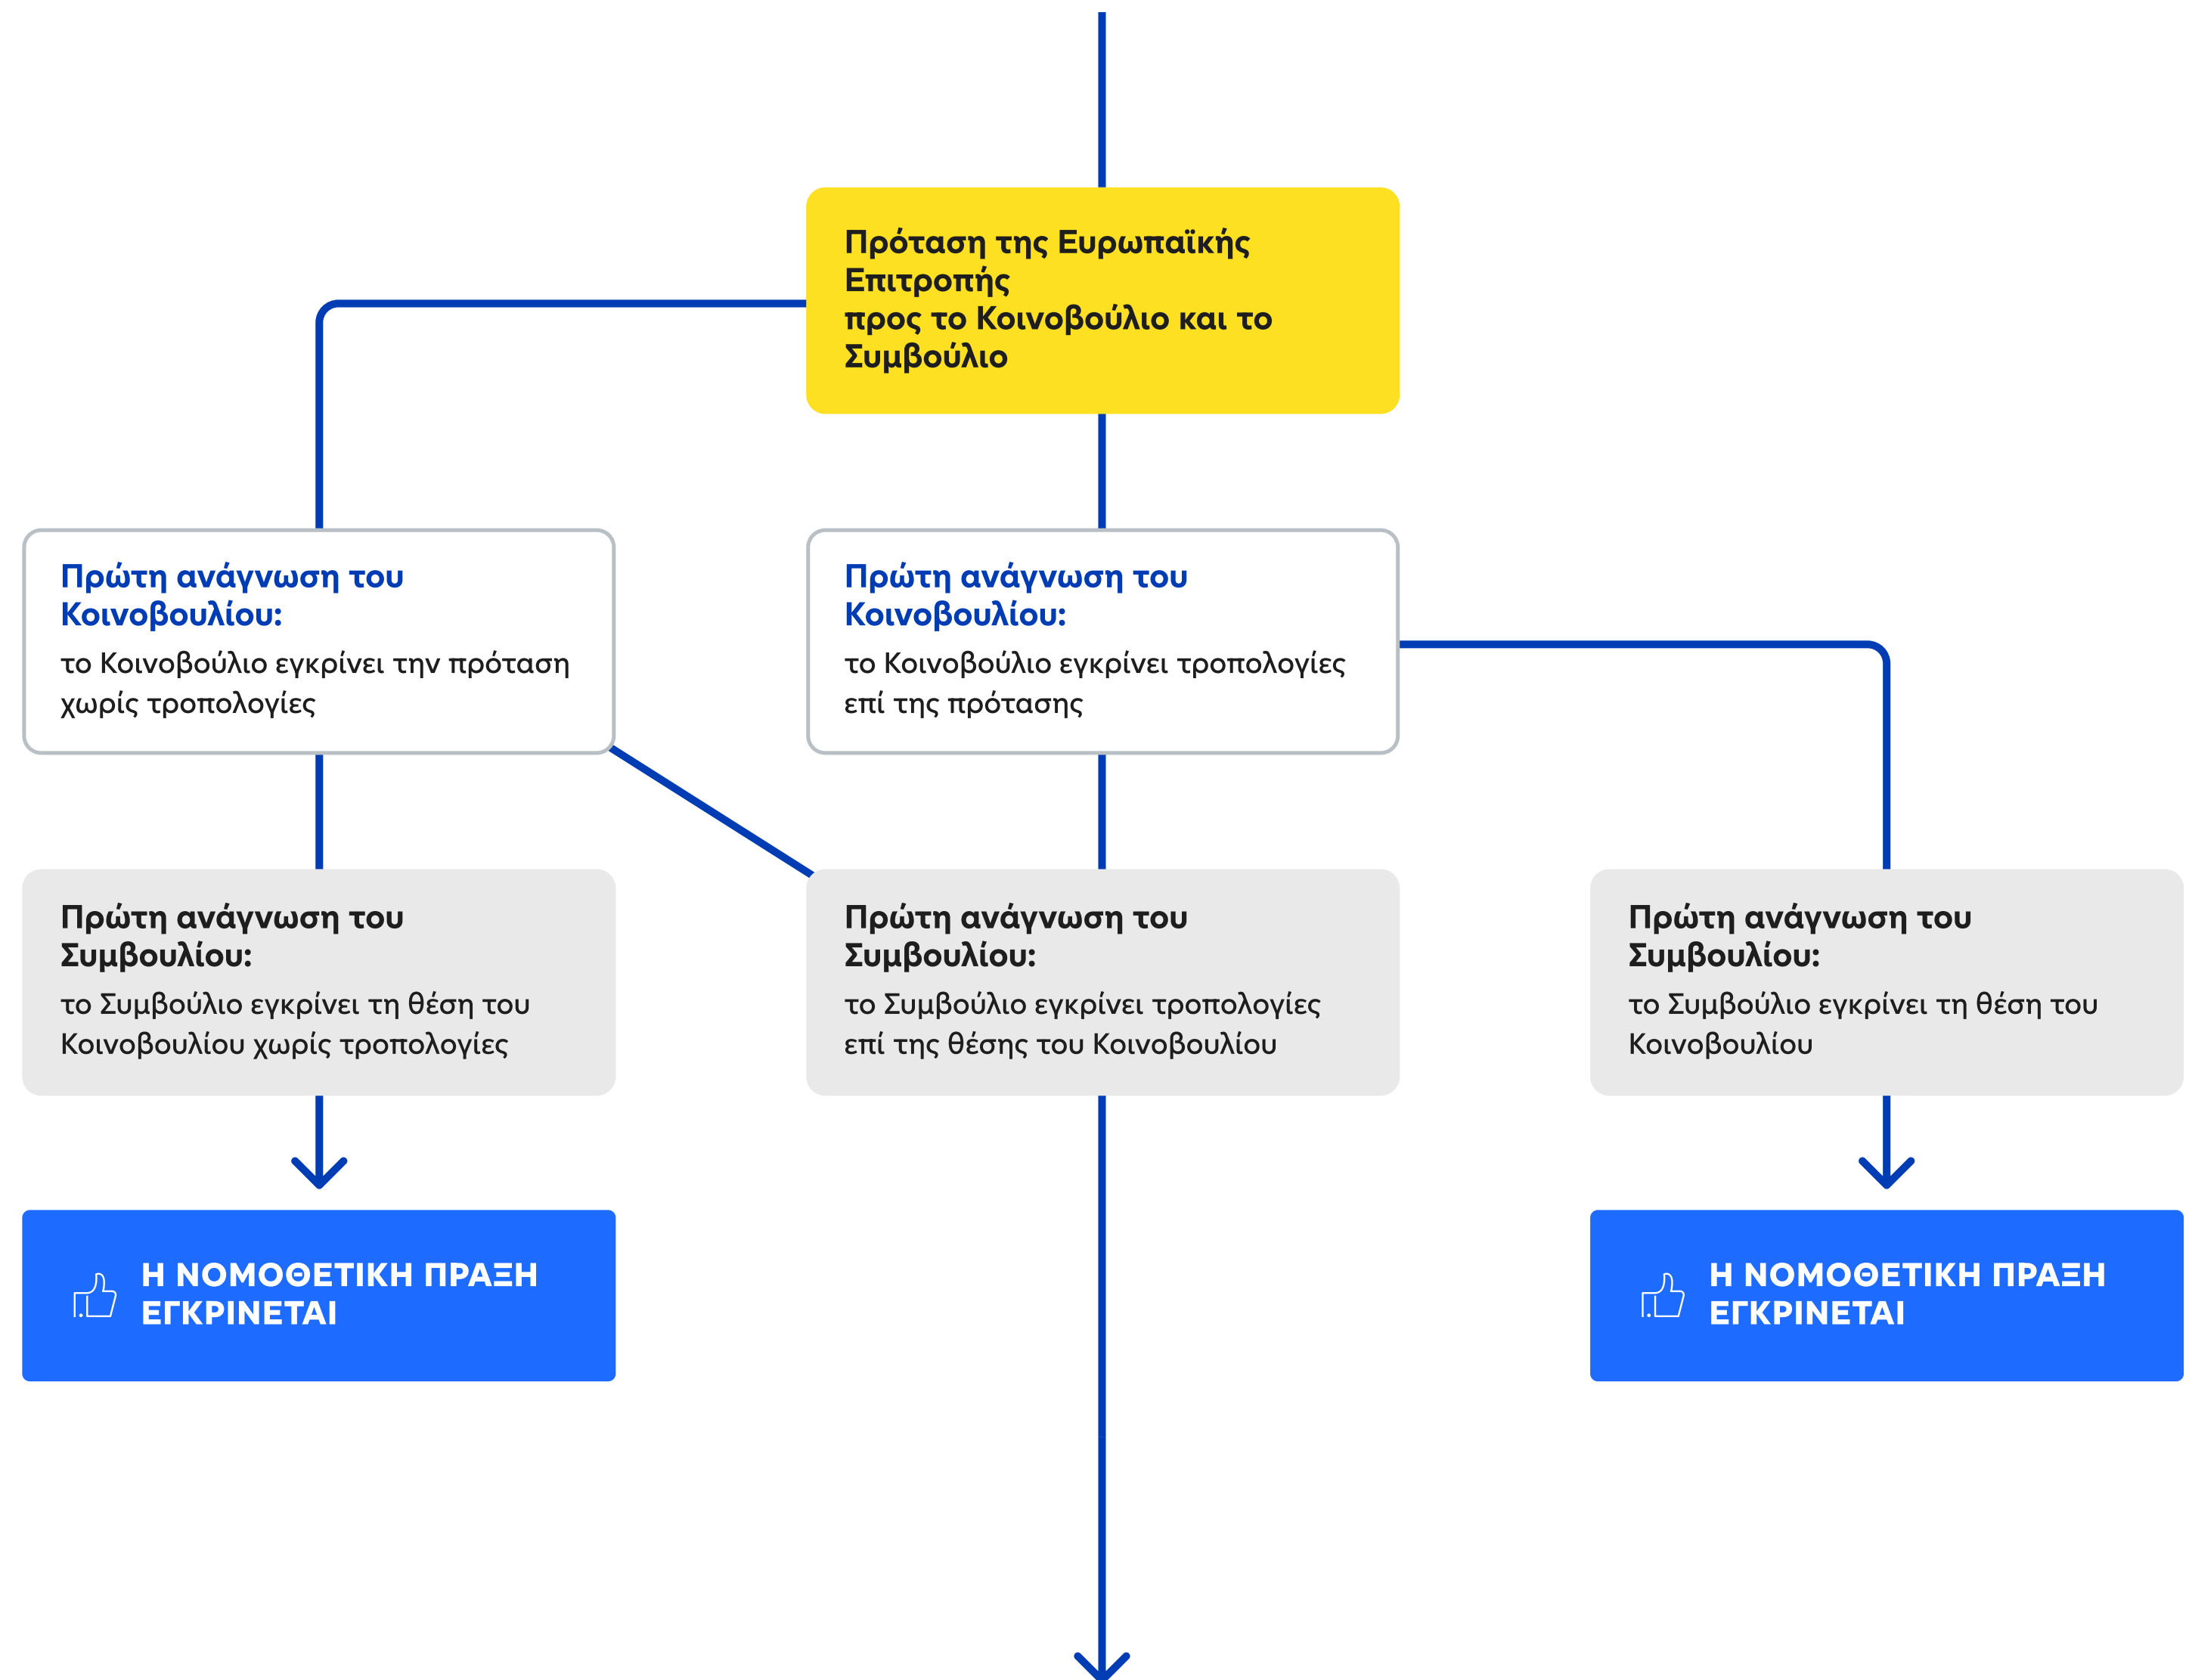 Πρόταση της Ευρωπαϊκής
Επιτροπής
προς το Κοινοβούλιο και το
Συμβούλιο
Πρώτη ανάγνωση του
Κοινοβουλίου:
το Κοινοβούλιο εγκρίνει την πρόταση
χωρίς τροπολογίες
Πρώτη ανάγνωση του
Κοινοβουλίου:
το Κοινοβούλιο εγκρίνει τροπολογίες
επί της πρότασης
Πρώτη ανάγνωση του
Συμβουλίου:
το Συμβούλιο εγκρίνει τη θέση του
Κοινοβουλίου χωρίς τροπολογίες
Πρώτη ανάγνωση του
Συμβουλίου:
το Συμβούλιο εγκρίνει τροπολογίες
επί της θέσης του Κοινοβουλίου
Πρώτη ανάγνωση του
Συμβουλίου:
το Συμβούλιο εγκρίνει τη θέση του
Κοινοβουλίου
Η ΝΟΜΟΘΕΤΙΚΗ ΠΡΑΞΗ
ΕΓΚΡΙΝΕΤΑΙ
Η ΝΟΜΟΘΕΤΙΚΗ ΠΡΑΞΗ
ΕΓΚΡΙΝΕΤΑΙ